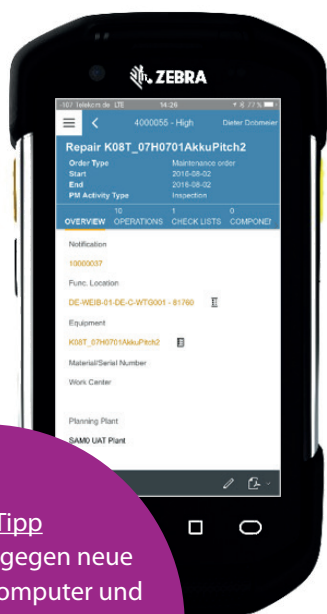 ZEBRA
-107 Telekom.de LTE 14:26 77 %
4000055 - High Dieter Dobmeier
Repair K08T_07H0701AkkuPitch2
Order Type Maintenance order
Start 2016-08-02
End 2016-08-02
PM Activity Type Inspection
10 1 0
OVERVIEW OPERATIONS CHECK LISTS COMPONE
Notification
10000037
Func. Location
DE-WEIB-01-DE-C-WTG001 - 81760
Equipment
K08T_07H0701AkkuPitch2
Material/Serial Number
Work Center
Planning Plant
SAM0 UAT Plant
Tipp
gegen neue
omputer und